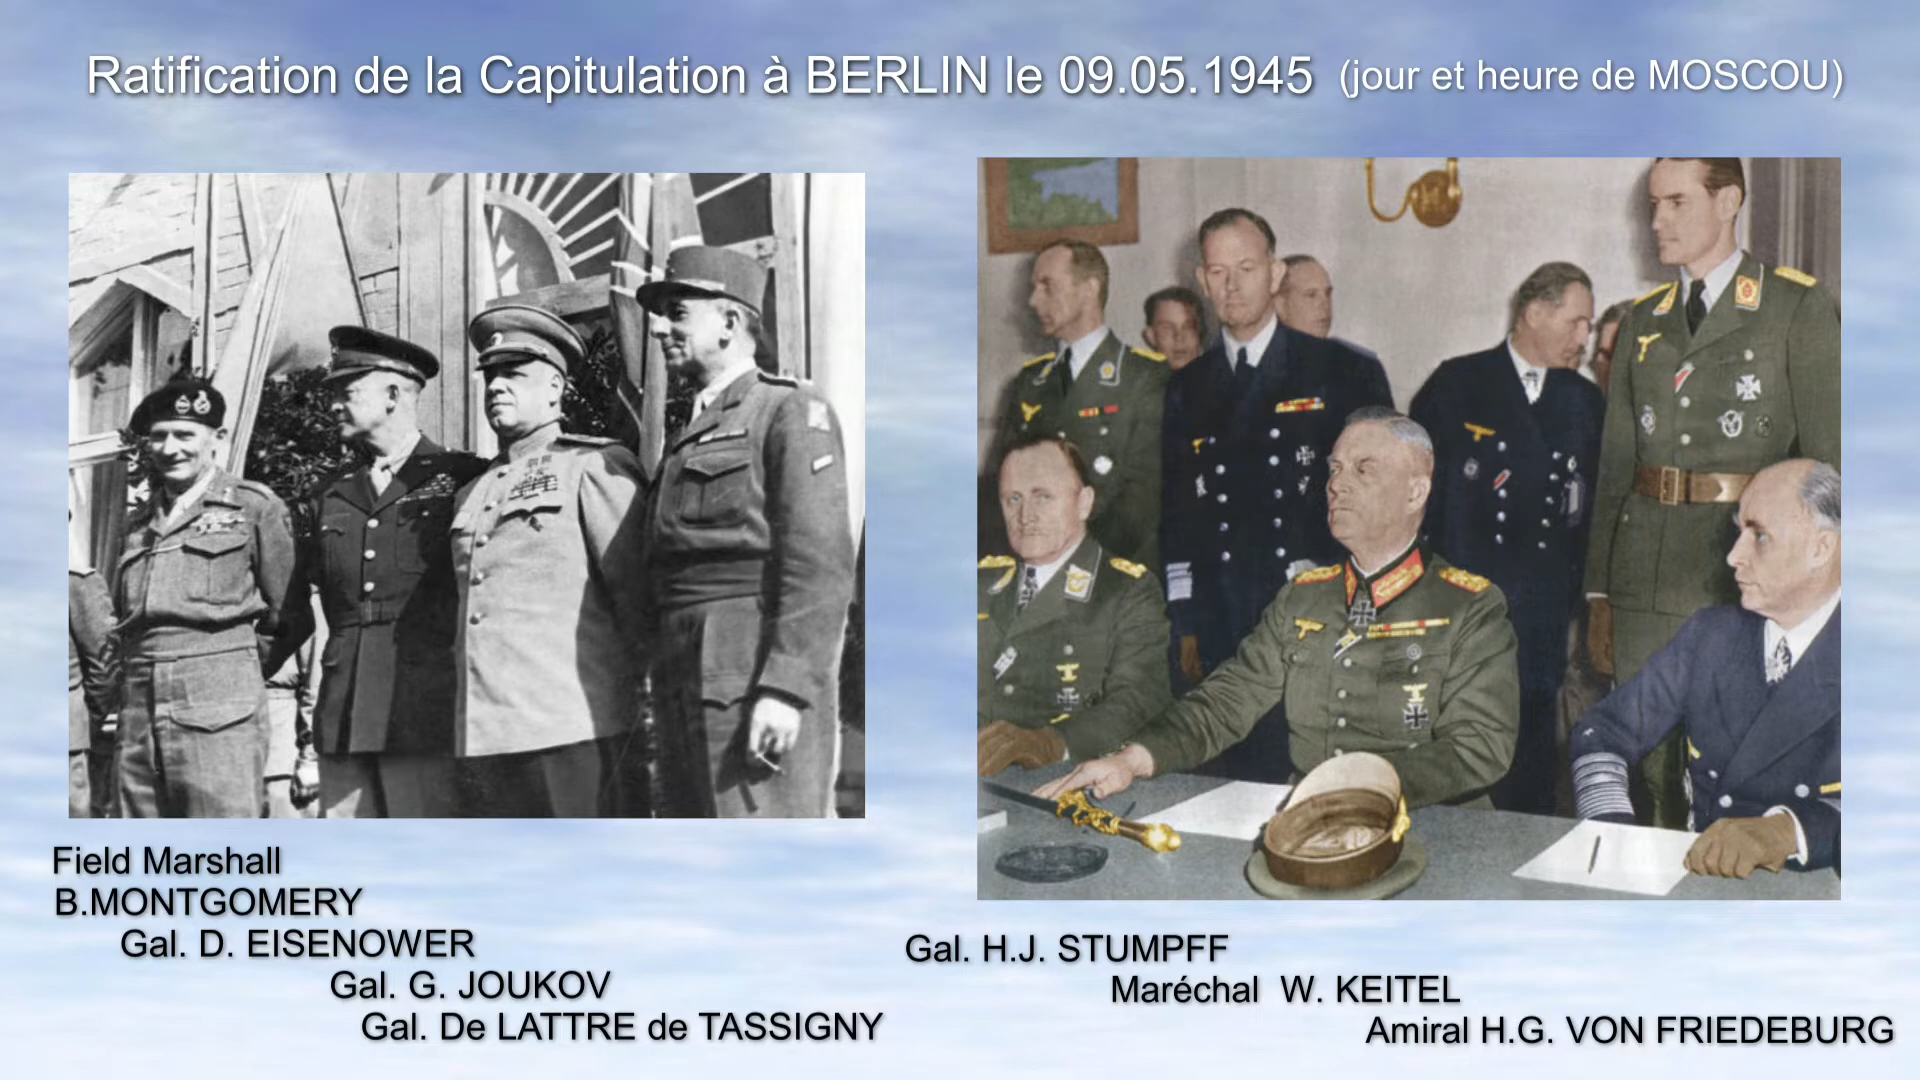 Ratification de la Capitulation à BERLIN le 09.05.1945 (jour et heure de MOSCOU)
Field Marshall
B.MONTGOMERY
Gal. D. EISENOWER
Gal. G. JOUKOV
Gal. De LATTRE de TASSIGNY
Gal. H.J. STUMPFF
Maréchal W. KEITEL
Amiral H.G. VON FRIEDEBURG